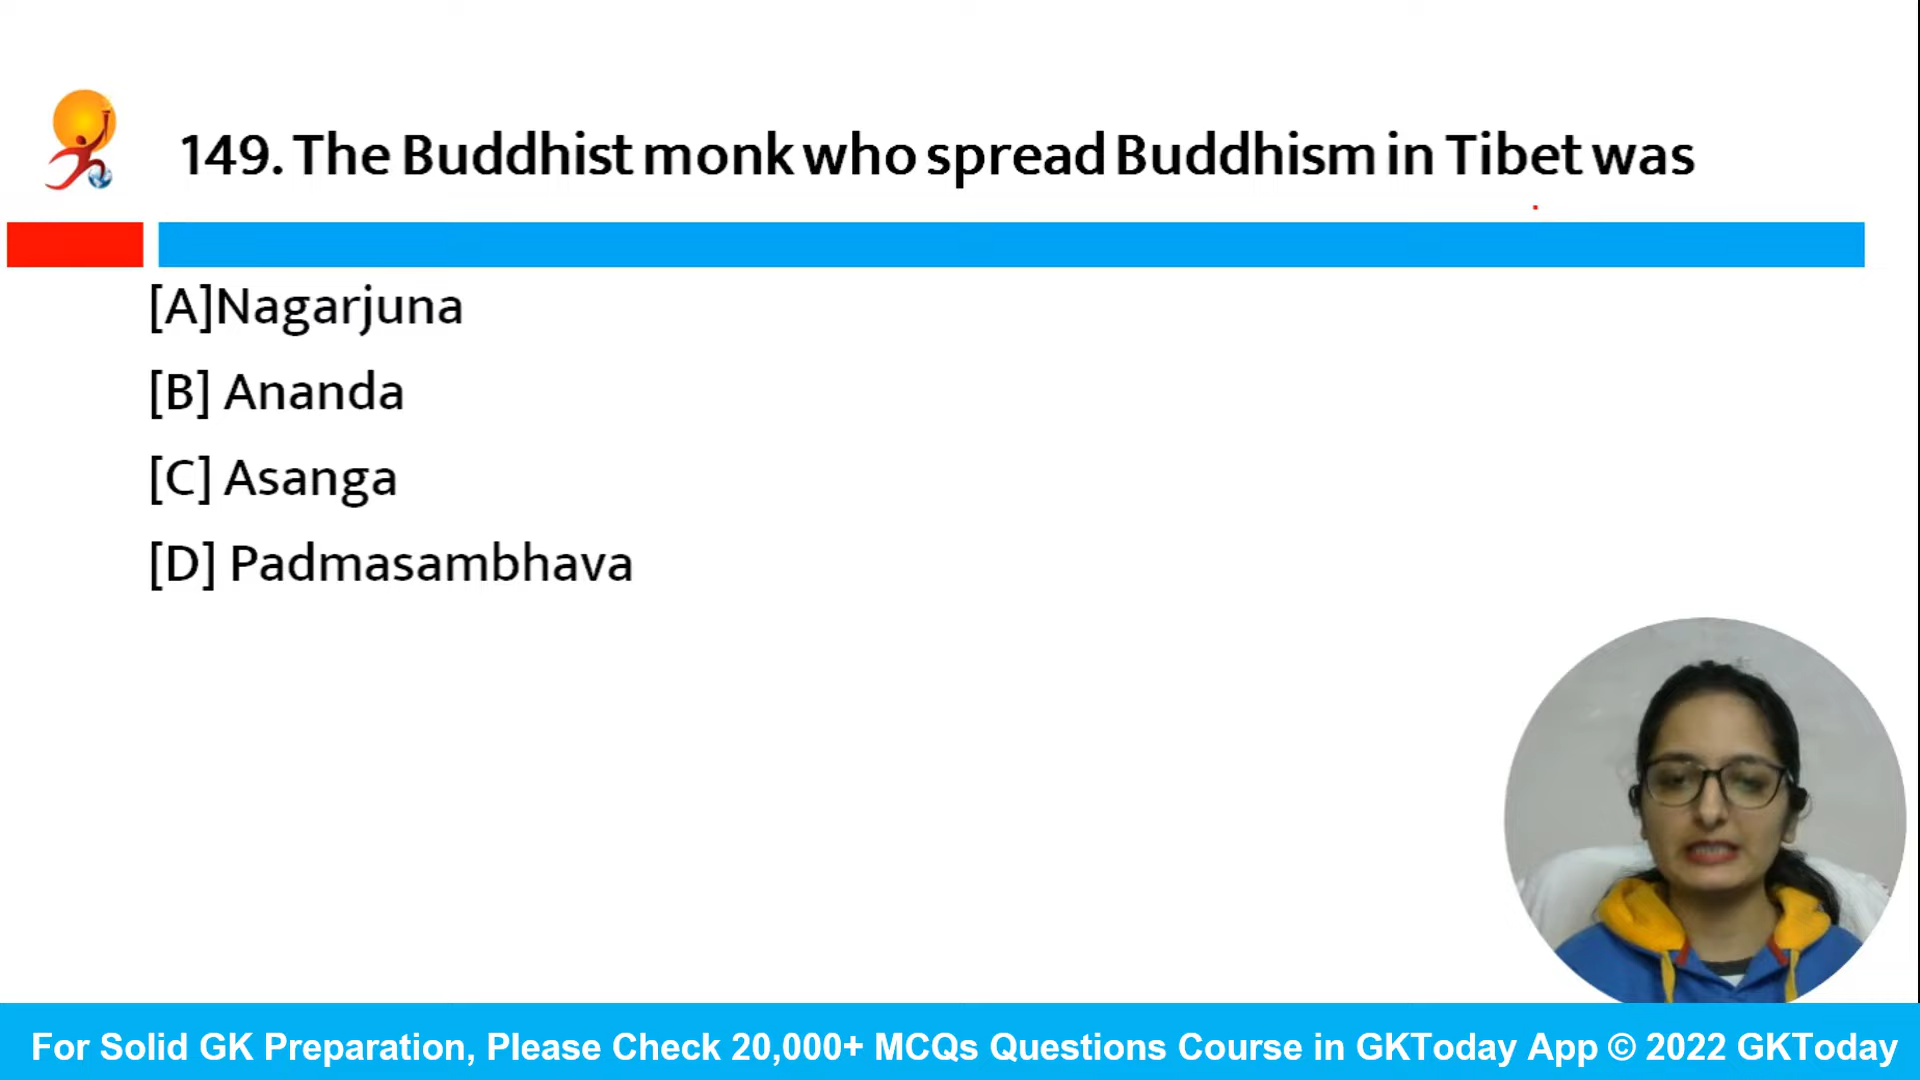 149. The Buddhist monk who spread Buddhism in Tibet was
[A]Nagarjuna
[B] Ananda
[C] Asanga
[D] Padmasambhava
For Solid GK Preparation, Please Check 20,000+ MCQs Questions Course in GKToday App © 2022 GKToday